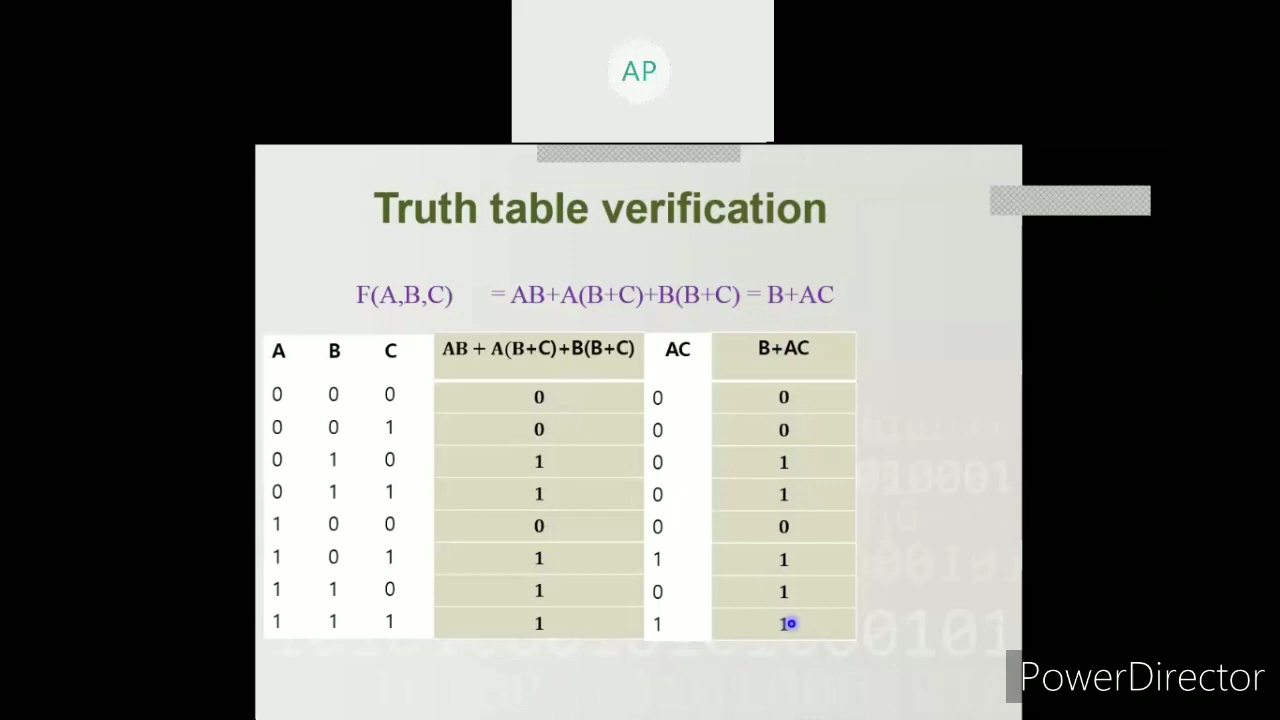 AP
Truth table verification
F(A,B,C) = AB+A(B+C)+B(B+C) = B+AC
A B C AB + A(B+C)+B(B+C) AC B+AC
0 0 0 0 0 0
0 0 1 0 0 0
0 1 0 1 0 1
0 1 1 1 0 1
1 0 0 0 0 0
1 0 1 1 1 1
1 1 0 1 0 1
1 1 1 1 1 1
PowerDirector